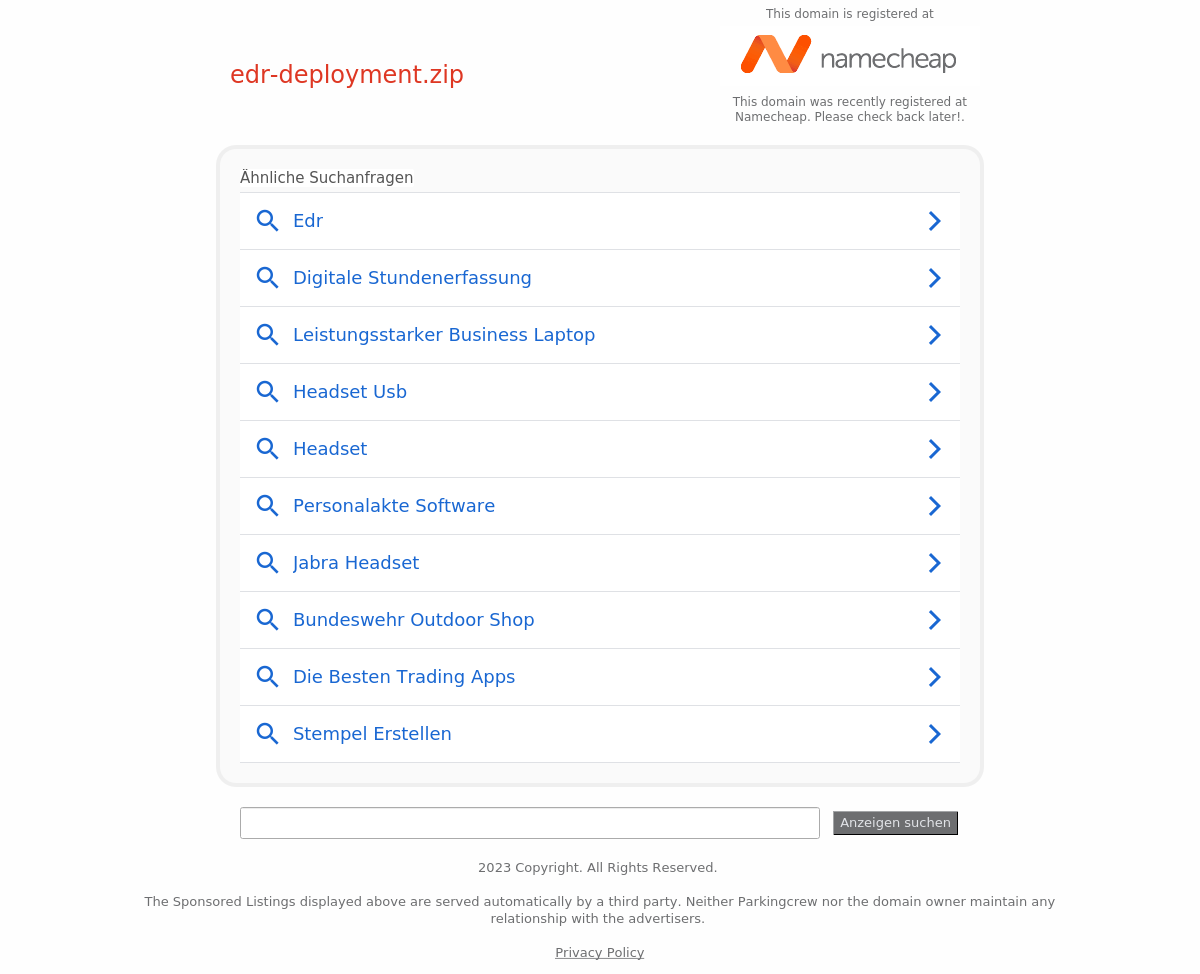 This domain is registered at
namecheap
edr-deployment.zip
This domain was recently registered at
Namecheap. Please check back later!.
Ähnliche Suchanfragen
Edr
Digitale Stundenerfassung
Leistungsstarker Business Laptop
Headset Usb
Headset
Personalakte Software
Jabra Headset
Bundeswehr Outdoor Shop
Die Besten Trading Apps
Stempel Erstellen
Anzeigen suchen
2023 Copyright. All Rights Reserved.
The Sponsored Listings displayed above are served automatically by a third party. Neither Parkingcrew nor the domain owner maintain any
relationship with the advertisers.
Privacy Policy